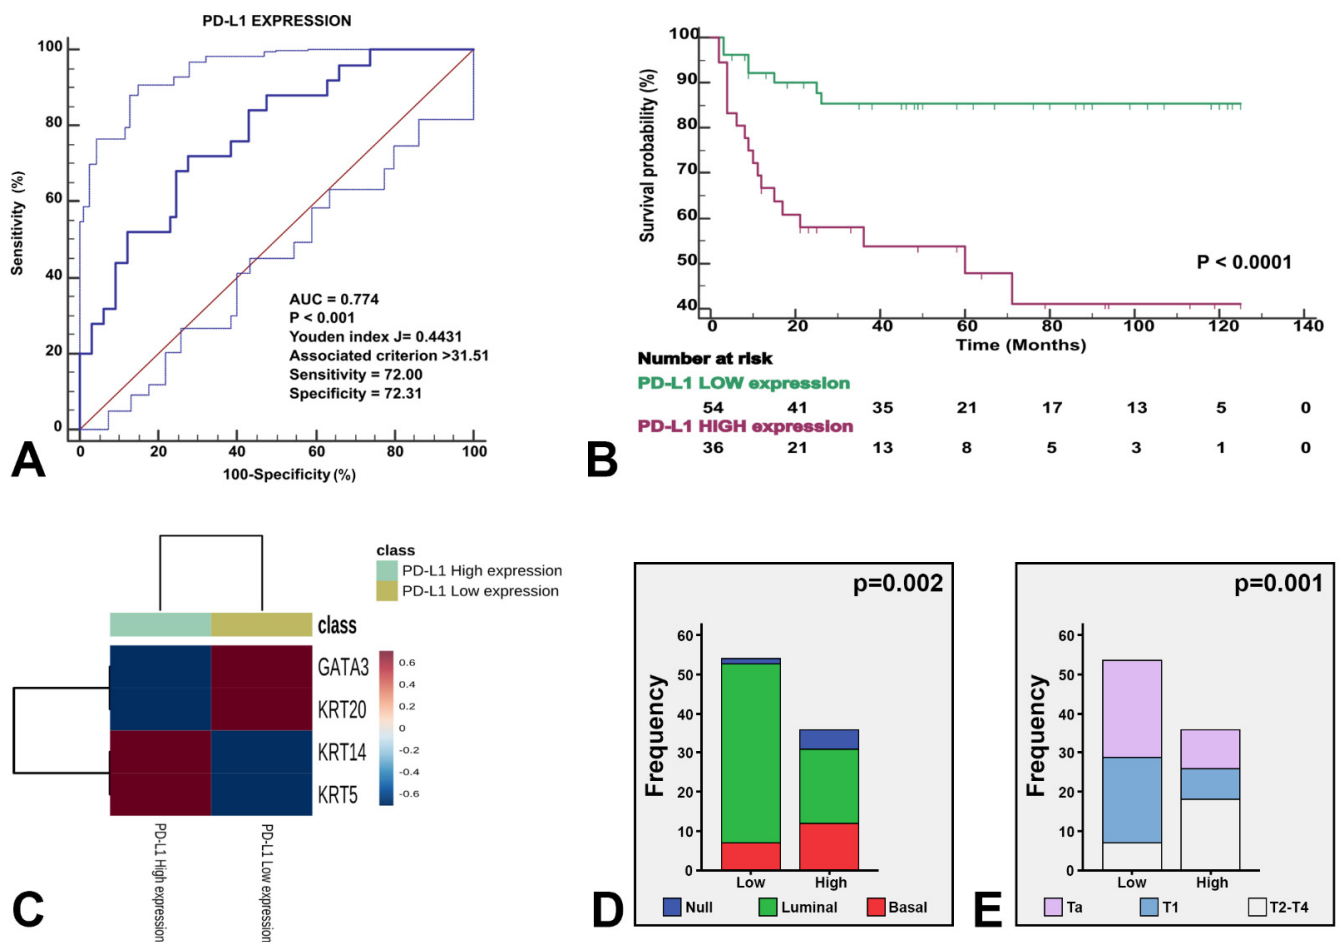 PD-L1 EXPRESSION
100
80
60
40
20
0
Sensitivity (%)
AUC = 0.774
P < 0.001
Youden index J= 0.4431
Associated criterion >31.51
Sensitivity = 72.00
Specificity = 72.31
0 20 40 60 80 100
100-Specificity (%)
A
100
90
80
70
60
50
40
Survival probability (%)
P < 0.0001
0 20 40 60 80 100 120 140
Time (Months)
Number at risk
PD-L1 LOW expression
54 41 35 21 17 13 5 0
PD-L1 HIGH expression
36 21 13 8 5 3 1 0
B
class
PD-L1 High expression
PD-L1 Low expression
class
GATA3
KRT20
KRT14
KRT5
0.6
0.4
0.2
0
-0.2
-0.4
-0.6
PD-L1 High expression
PD-L1 Low expression
C
p=0.002
60
50
40
30
20
10
0
Frequency
Low High
Null Luminal Basal
D
p=0.001
60
50
40
30
20
10
0
Frequency
Low High
Ta T1 T2-T4
E